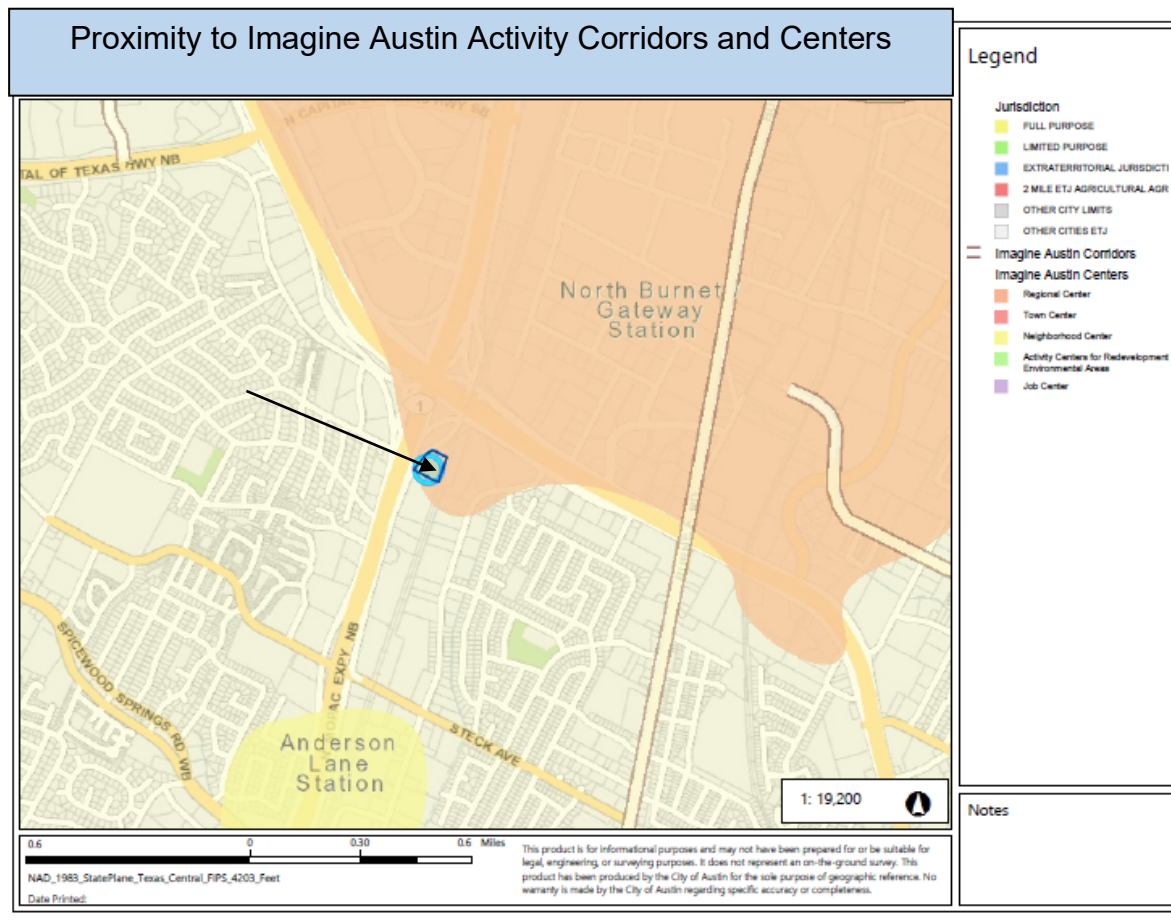 Proximity to Imagine Austin Activity Corridors and Centers
N CAPITAL OF TEXAS HWY SB
TAL OF TEXAS HWY NB
North Burnet
Gateway
Station
1
SPICEWOOD SPRINGS RD WB
OPAC EXPY NB
STECK AVE
Anderson
Lane
Station
1: 19,200
Legend
Jurisdiction
FULL PURPOSE
LIMITED PURPOSE
EXTRATERRITORIAL JURISDICTI
2 MILE ETJ AGRICULTURAL AGR
OTHER CITY LIMITS
OTHER CITIES ETJ
Imagine Austin Corridors
Imagine Austin Centers
Regional Center
Town Center
Neighborhood Center
Activity Centers for Redevelopment
Environmental Areas
Job Center
Notes
0.6 0 0.30 0.6 Miles
NAD_1983_StatePlane_Texas_Central_FIPS_4203_Feet
Date Printed:
This product is for informational purposes and may not have been prepared for or be suitable for
legal, engineering, or surveying purposes. It does not represent an on-the-ground survey. This
product has been produced by the City of Austin for the sole purpose of geographic reference. No
warranty is made by the City of Austin regarding specific accuracy or completeness.